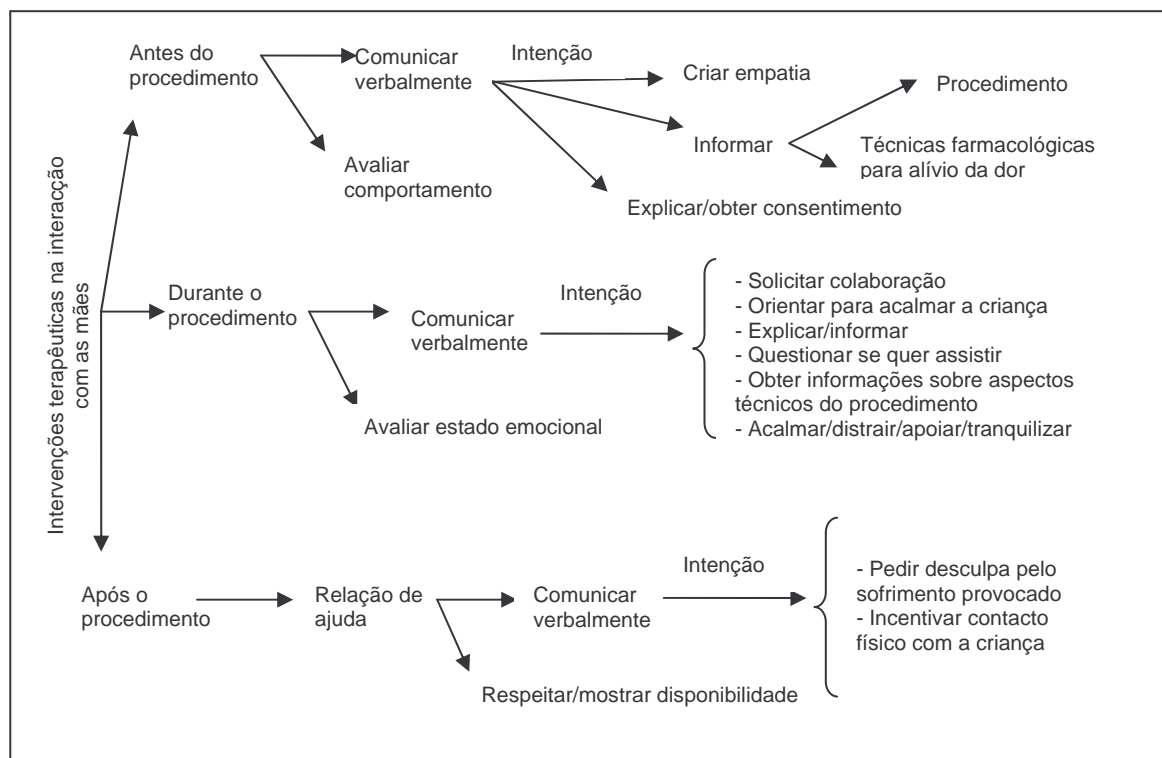 Intervenções terapêuticas na interacção
com as mães
Antes do
procedimento
Comunicar
verbalmente
Avaliar
comportamento
Intenção
Criar empatia
Informar
Explicar/obter consentimento
Procedimento
Técnicas farmacológicas
para alívio da dor
Durante o
procedimento
Comunicar
verbalmente
Avaliar estado emocional
Intenção
- Solicitar colaboração
- Orientar para acalmar a criança
- Explicar/informar
- Questionar se quer assistir
- Obter informações sobre aspectos
técnicos do procedimento
- Acalmar/distrair/apoiar/tranquilizar
Após o
procedimento
Relação de
ajuda
Comunicar
verbalmente
Respeitar/mostrar disponibilidade
Intenção
- Pedir desculpa pelo
sofrimento provocado
- Incentivar contacto
físico com a criança